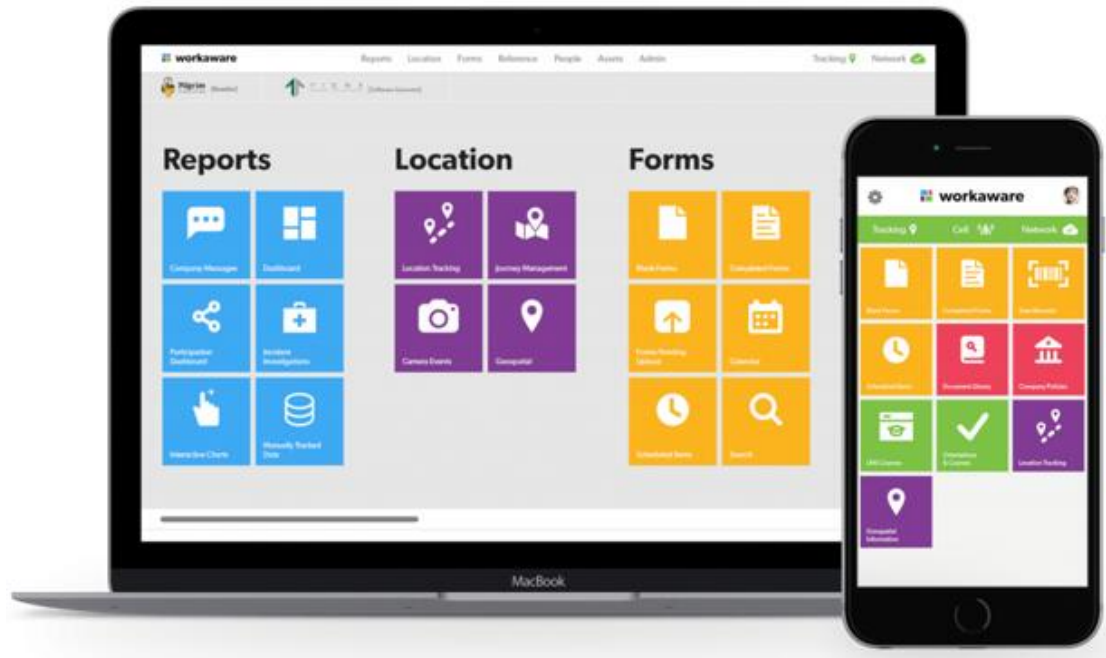 workaware
Reports Location Forms Reference People Assets Admin
Tracking Network
Pilgrim
Reports
Location
Forms
Company Messages
Dashboard
Location Tracking
Journey Management
Blank Forms
Completed Forms
Participation
Dashboard
Incident
Investigations
Camera Events
Geospatial
Calendar
Interactive Charts
Manually Tracked
Data
Scheduled Items
Search
MacBook
workaware
Tracking
Cell
Network
Blank Forms
Completed Forms
Scheduled Items
Document Library
Company Policies
Orientations
& Courses
Location Tracking
Geospatial
Information